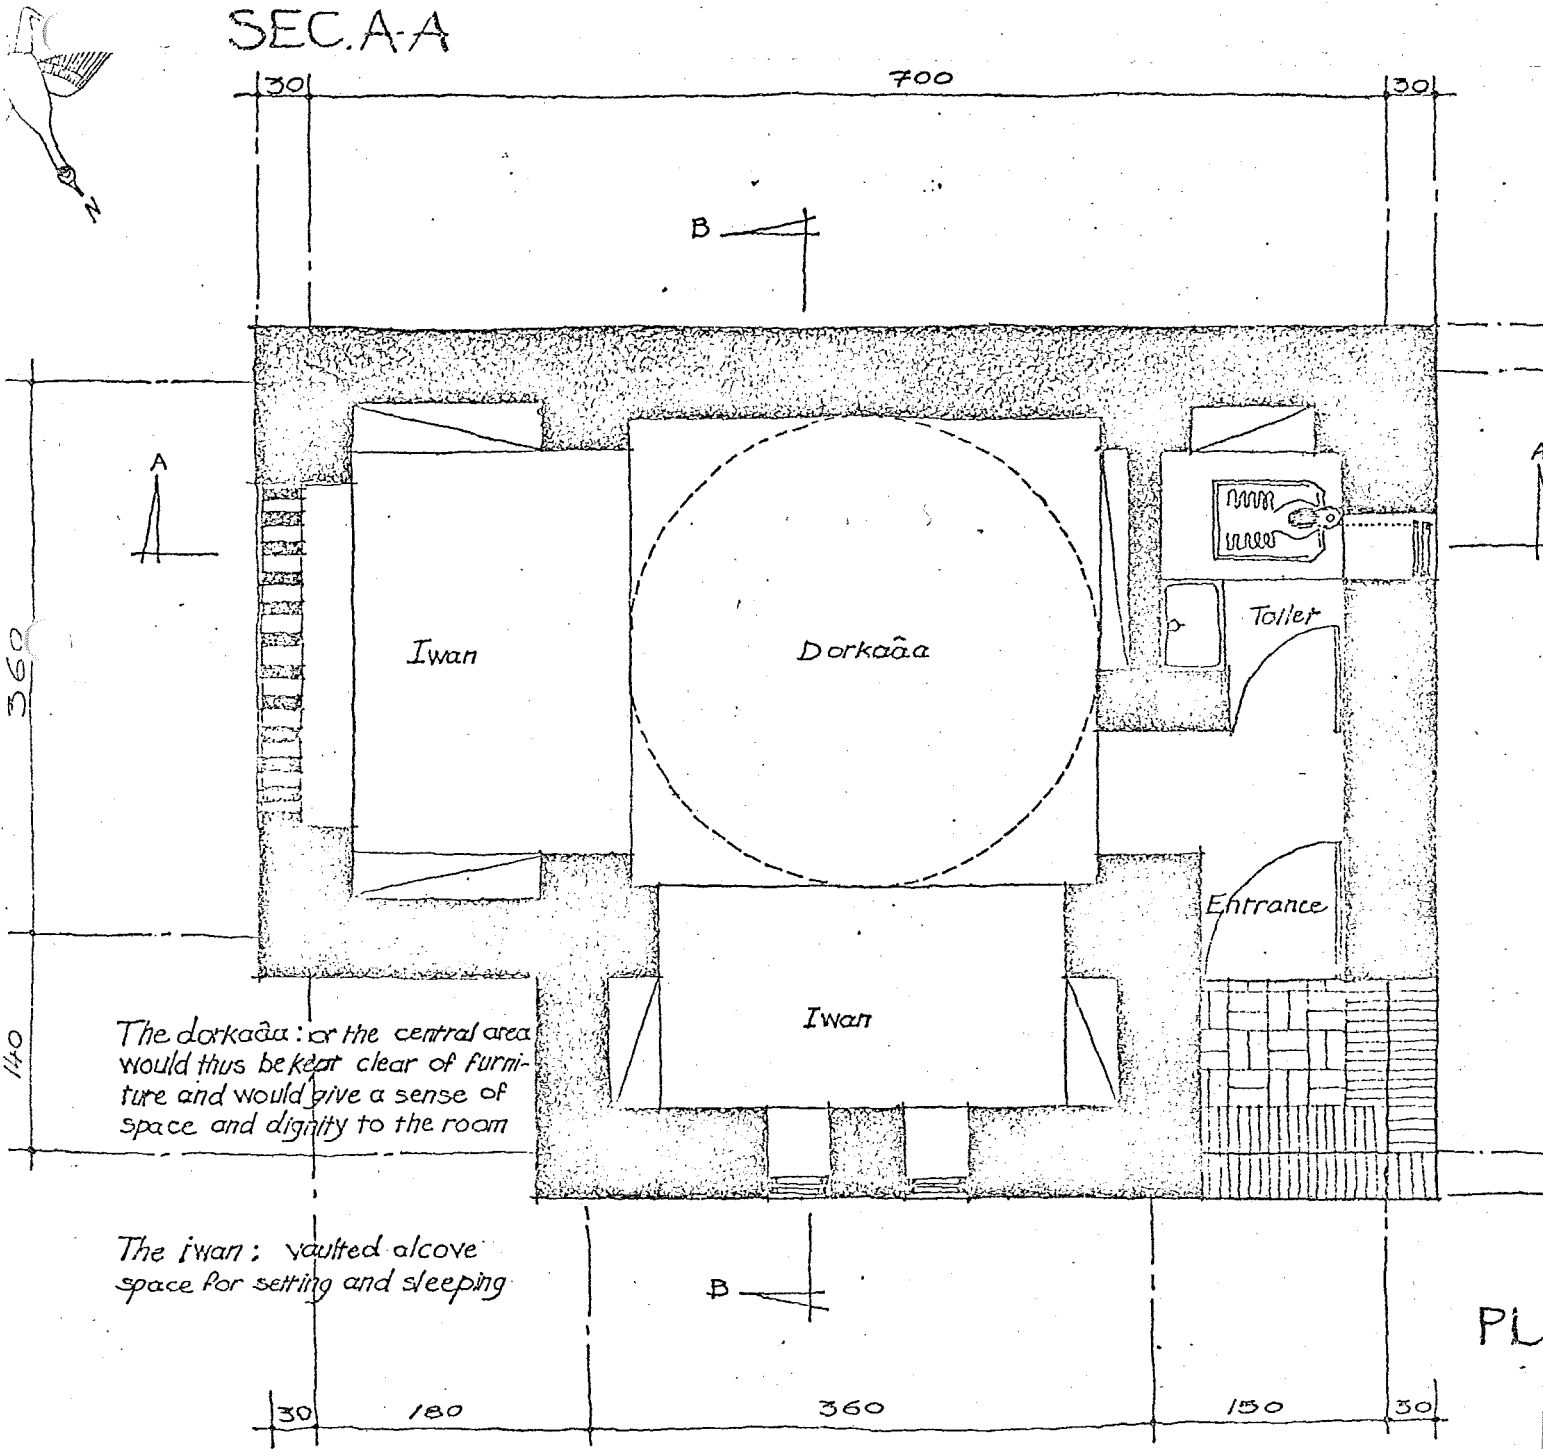 SEC. A-A
30
700
30
N
B
A
A
360
Iwan
Dorkaâa
Toilet
Entrance
Iwan
140
The dorkaâa: or the central area
would thus be kept clear of furni-
ture and would give a sense of
space and dignity to the room
The iwan: vaulted alcove
space for setting and sleeping
B
PL
30
180
360
150
30